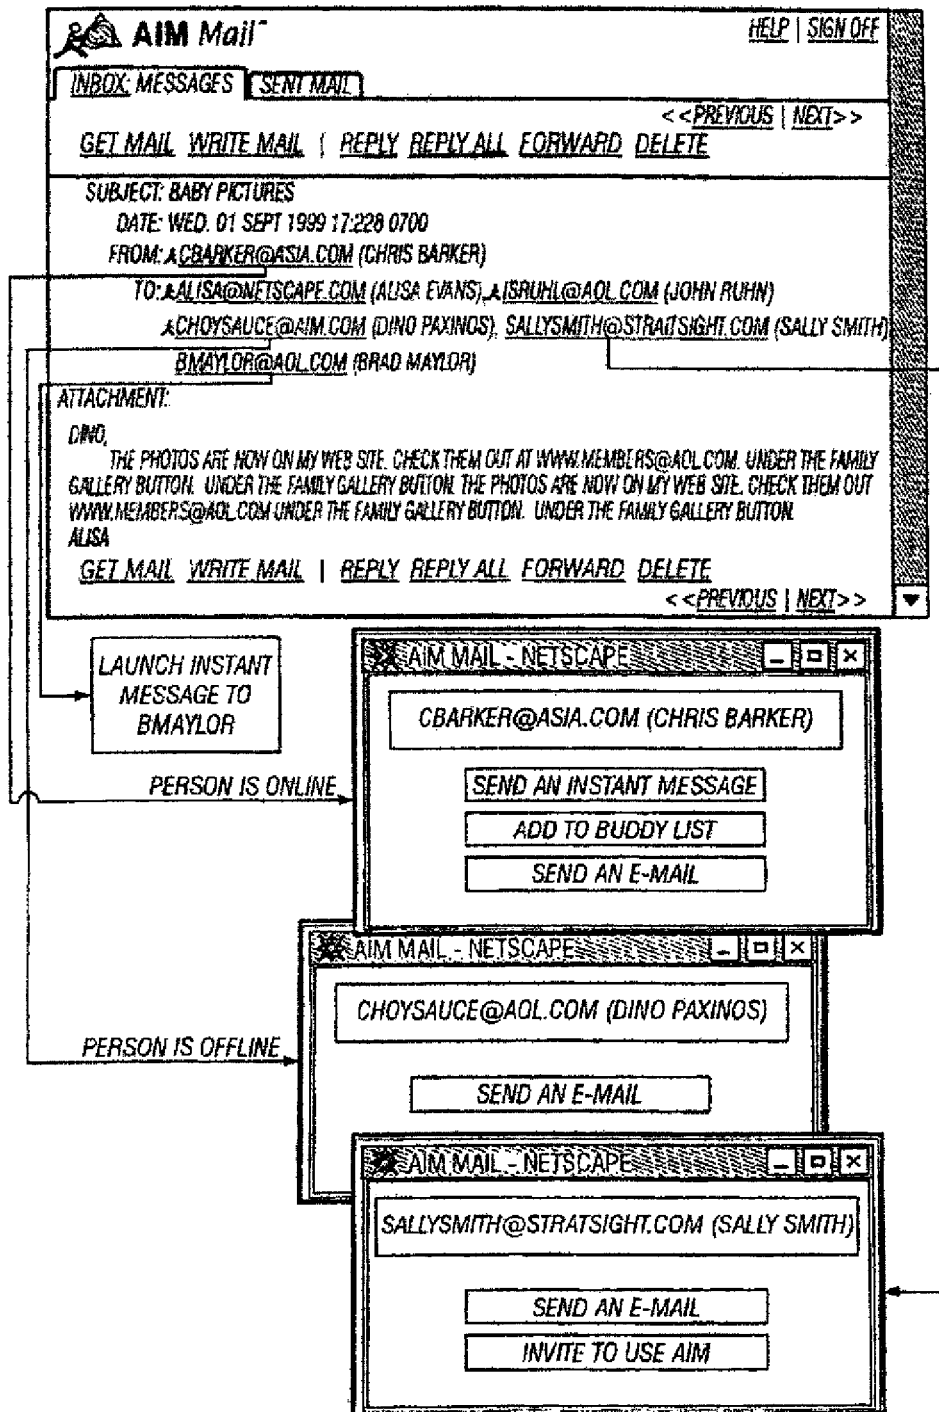 AIM Mail
HELP | SIGN OFF
INBOX: MESSAGES SENT MAIL
<<PREVIOUS | NEXT>>
GET MAIL WRITE MAIL | REPLY REPLY ALL FORWARD DELETE
SUBJECT: BABY PICTURES
DATE: WED. 01 SEPT 1999 17:228 0700
FROM: CBARKER@ASIA.COM (CHRIS BARKER)
TO: ALISA@NETSCAPE.COM (ALISA EVANS), ISRUHL@AOL.COM (JOHN RUHN)
CHOYSAUCE@AIM.COM (DINO PAXINOS), SALLYSMITH@STRAITSIGHT.COM (SALLY SMITH)
BMAYLOR@AOL.COM (BRAD MAYLOR)
ATTACHMENT:
DINO,
THE PHOTOS ARE NOW ON MY WEB SITE. CHECK THEM OUT AT WWW.MEMBERS@AOL.COM. UNDER THE FAMILY
GALLERY BUTTON. UNDER THE FAMILY GALLERY BUTTON. THE PHOTOS ARE NOW ON MY WEB SITE. CHECK THEM OUT
WWW.MEMBERS@AOL.COM UNDER THE FAMILY GALLERY BUTTON. UNDER THE FAMILY GALLERY BUTTON.
ALISA
GET MAIL WRITE MAIL | REPLY REPLY ALL FORWARD DELETE
<<PREVIOUS | NEXT>>
LAUNCH INSTANT
MESSAGE TO
BMAYLOR
AIM MAIL - NETSCAPE
CBARKER@ASIA.COM (CHRIS BARKER)
PERSON IS ONLINE
SEND AN INSTANT MESSAGE
ADD TO BUDDY LIST
SEND AN E-MAIL
AIM MAIL - NETSCAPE
CHOYSAUCE@AOL.COM (DINO PAXINOS)
PERSON IS OFFLINE
SEND AN E-MAIL
AIM MAIL - NETSCAPE
SALLYSMITH@STRATSIGHT.COM (SALLY SMITH)
SEND AN E-MAIL
INVITE TO USE AIM